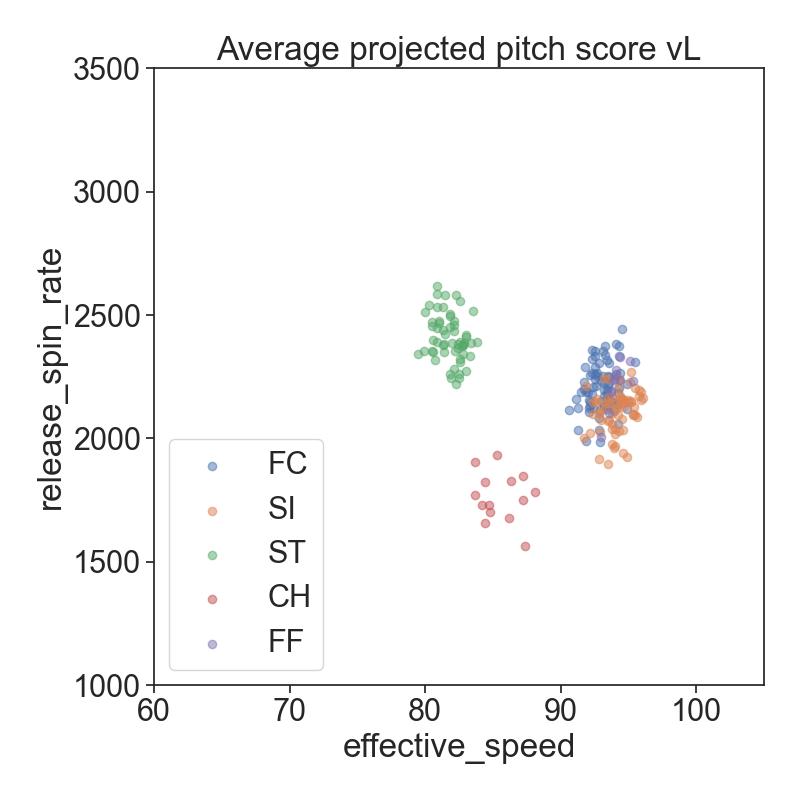 Average projected pitch score vL
3500
3000
2500
2000
1500
1000
release_spin_rate
FC
SI
ST
CH
FF
60 70 80 90 100
effective_speed